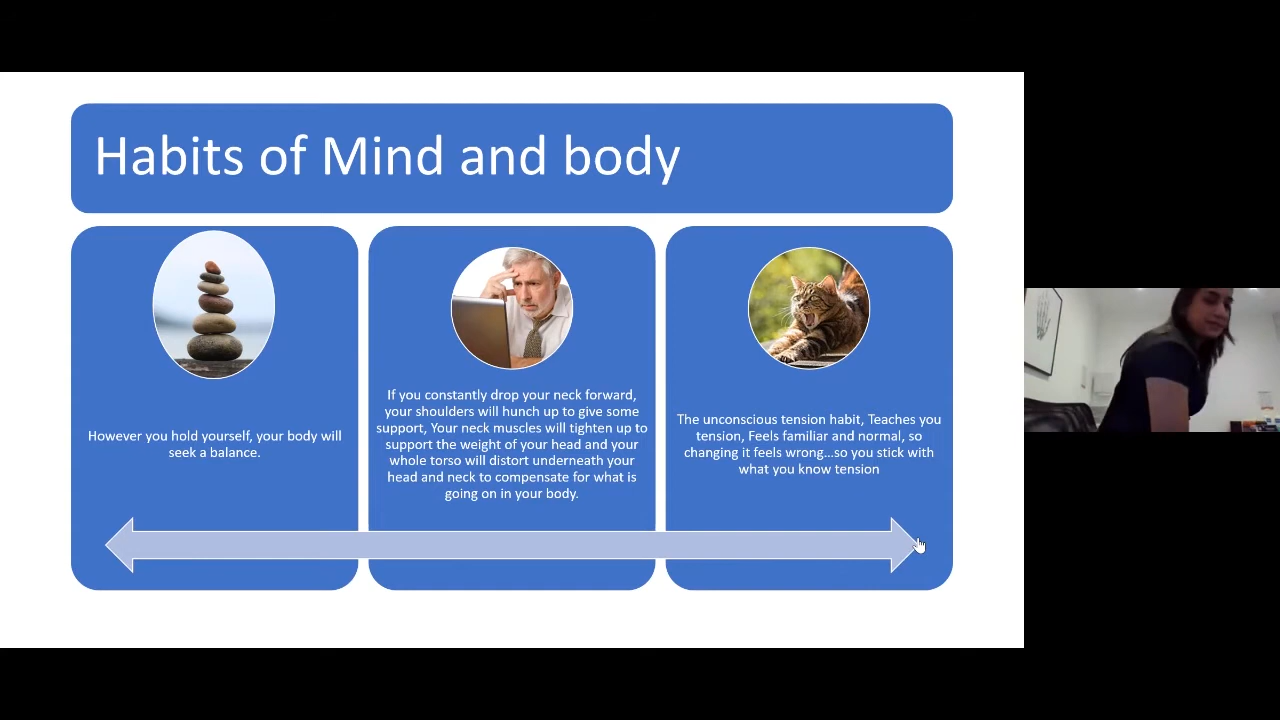 Habits of Mind and body
However you hold yourself, your body will
seek a balance.
If you constantly drop your neck forward,
your shoulders will hunch up to give some
support, Your neck muscles will tighten up to
support the weight of your head and your
whole torso will distort underneath your
head and neck to compensate for what is
going on in your body.
The unconscious tension habit, Teaches you
tension, Feels familiar and normal, so
changing it feels wrong...so you stick with
what you know tension